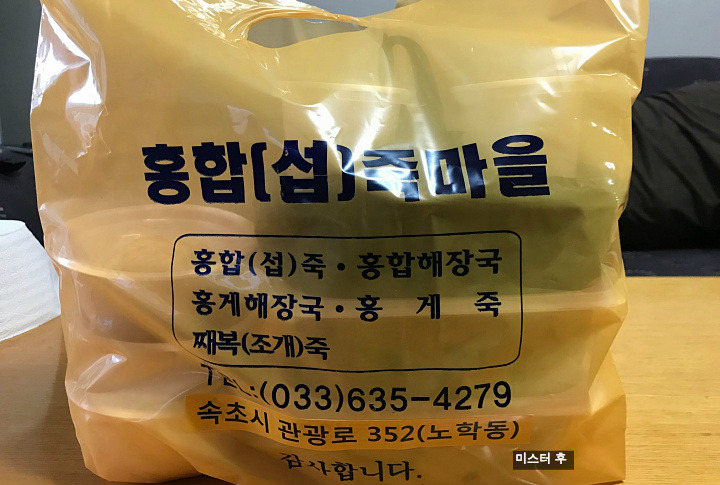 홍합(섭)죽마을
홍합(섭)죽·홍합해장국
홍게해장국·홍 게 죽
째복(조개)죽
TEL:(033)635-4279
속초시 관광로 352(노학동)
감사합니다.
미스터 후